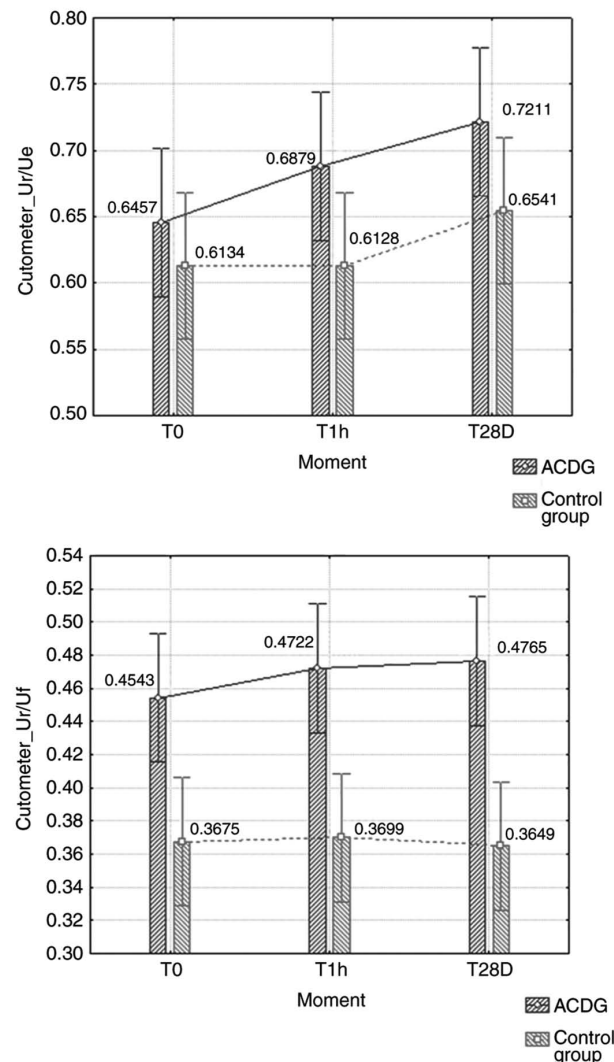 0.80
0.75
0.70
0.65
0.60
0.55
0.50
Cutometer_Ur/Ue
0.6457
0.6134
0.6879
0.6128
0.7211
0.6541
T0
T1h
T28D
Moment
ACDG
Control
group
0.54
0.52
0.50
0.48
0.46
0.44
0.42
0.40
0.38
0.36
0.34
0.32
0.30
Cutometer_Ur/Uf
0.4543
0.3675
0.4722
0.3699
0.4765
0.3649
T0
T1h
T28D
Moment
ACDG
Control
group